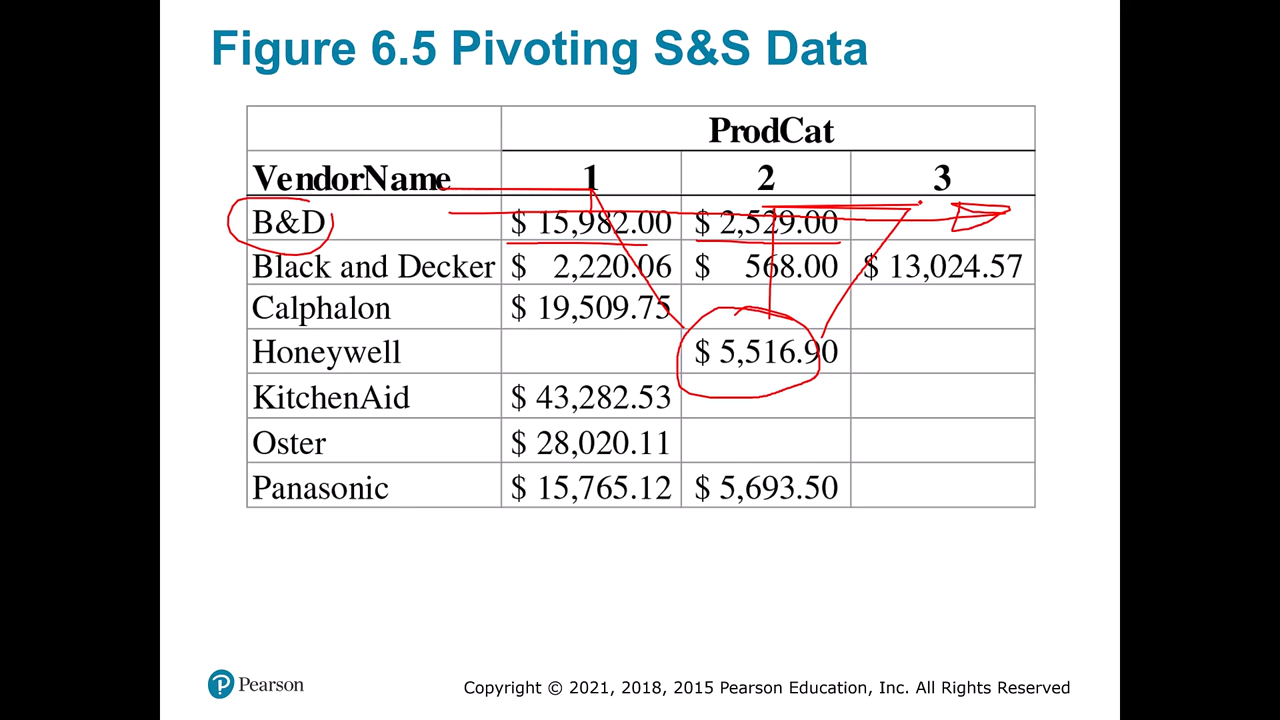 Figure 6.5 Pivoting S&S Data
ProdCat
VendorName 1 2 3
B&D $ 15,982.00 $ 2,529.00
Black and Decker $ 2,220.06 $ 568.00 $ 13,024.57
Calphalon $ 19,509.75
Honeywell $ 5,516.90
KitchenAid $ 43,282.53
Oster $ 28,020.11
Panasonic $ 15,765.12 $ 5,693.50
Pearson
Copyright © 2021, 2018, 2015 Pearson Education, Inc. All Rights Reserved